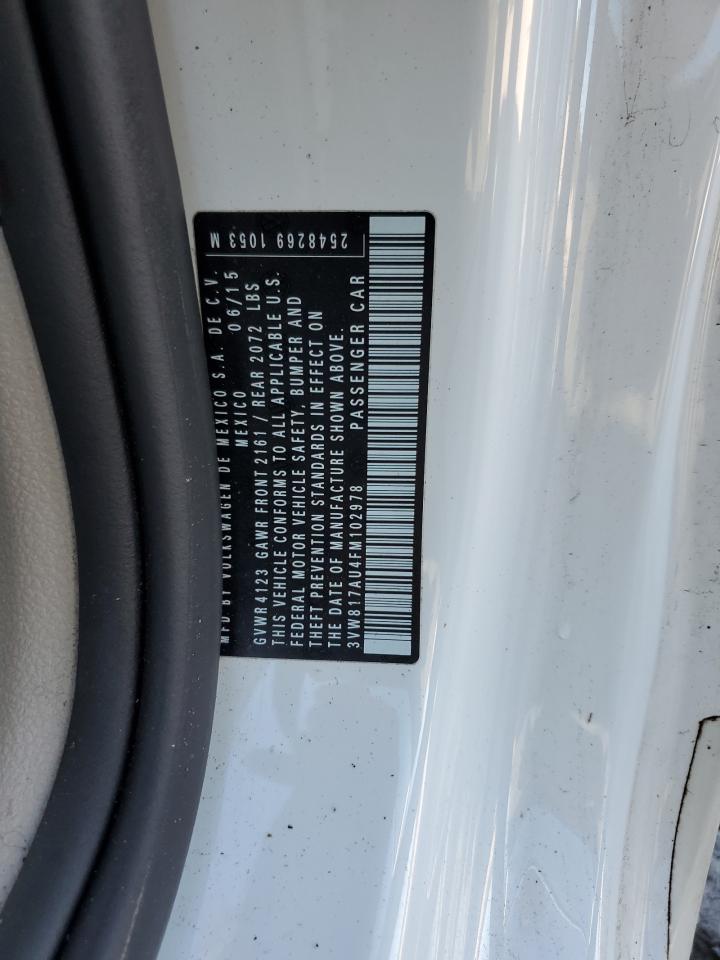 MFD BY VOLKSWAGEN DE MEXICO S.A. DE C.V.
MEXICO 06/15
GVWR 4123 GAWR FRONT 2161 / REAR 2072 LBS
THIS VEHICLE CONFORMS TO ALL APPLICABLE U.S.
FEDERAL MOTOR VEHICLE SAFETY, BUMPER AND
THEFT PREVENTION STANDARDS IN EFFECT ON
THE DATE OF MANUFACTURE SHOWN ABOVE.
3VW817AU4FM102978 PASSENGER CAR
2548269 1053 M